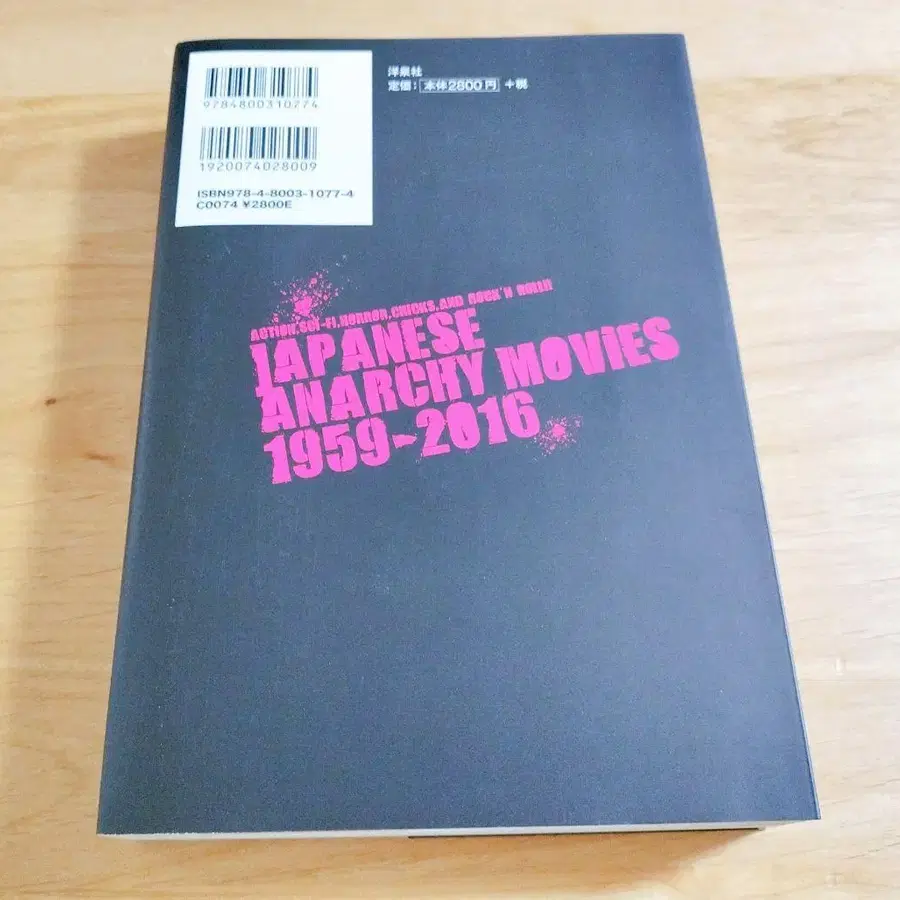 9784800310774
1920074028009
ISBN978-4-8003-1077-4
C0074 ¥2800E
洋泉社
定価：本体2800円 +税
ACTION,SCI-FI,HORROR,CHICKS,AND ROCK'N ROLL!!
JAPANESE
ANARCHY MOVIES
1959-2016